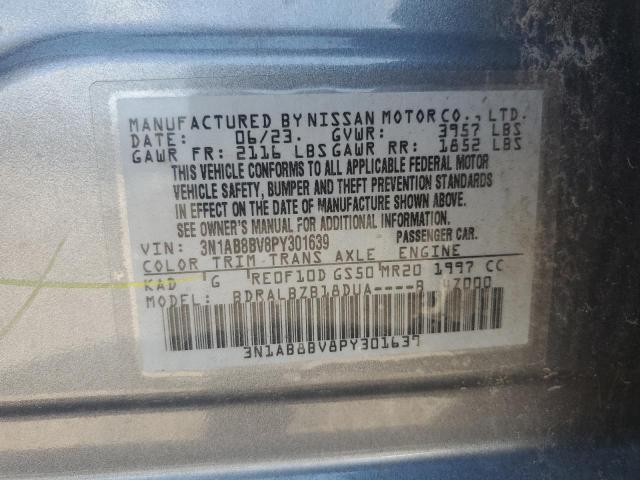 MANUFACTURED BY NISSAN MOTOR CO., LTD.
DATE: 06/23. GVWR: 3957 LBS
GAWR FR: 2116 LBS GAWR RR: 1852 LBS
THIS VEHICLE CONFORMS TO ALL APPLICABLE FEDERAL MOTOR
VEHICLE SAFETY, BUMPER AND THEFT PREVENTION STANDARDS
IN EFFECT ON THE DATE OF MANUFACTURE SHOWN ABOVE.
SEE OWNER'S MANUAL FOR ADDITIONAL INFORMATION.
VIN: 3N1AB8BV8PY301639 PASSENGER CAR.
COLOR TRIM TRANS AXLE ENGINE
KAD G RE0F10D GS50 MR20 1997 CC
MODEL: BDRALBZB18DUA----B
3N1AB8BV8PY301639